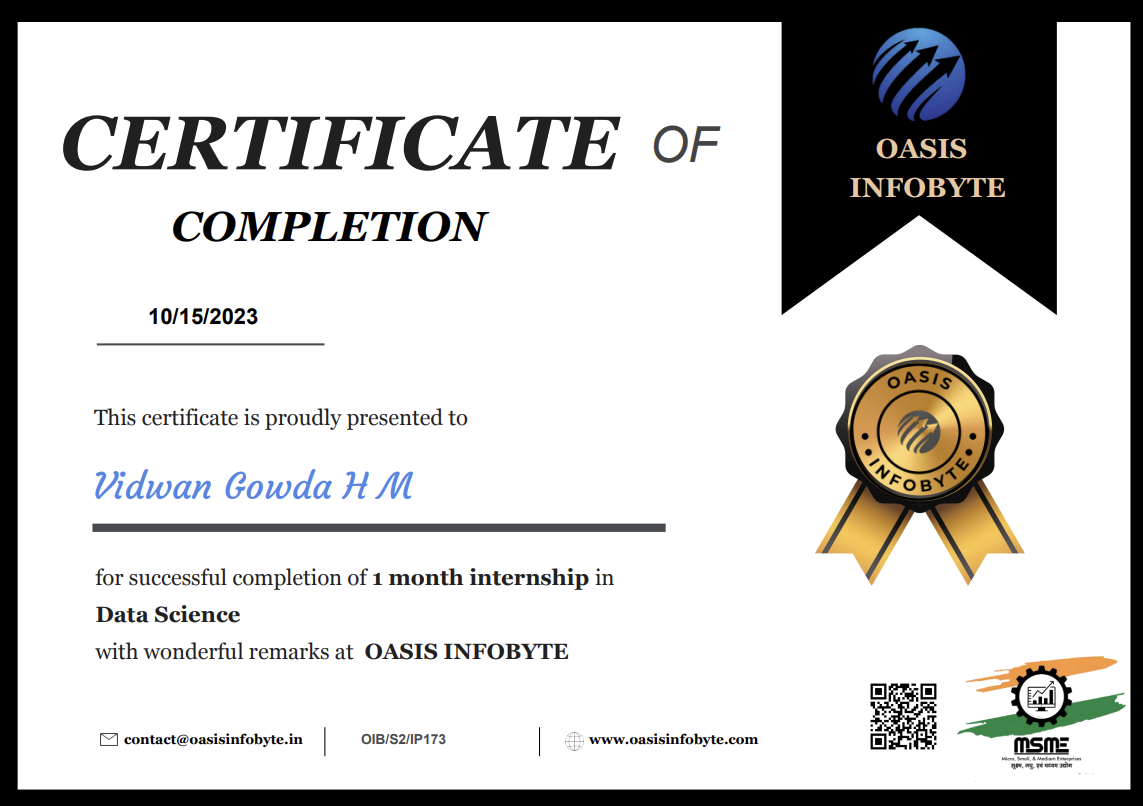 CERTIFICATE OF
COMPLETION
OASIS
INFOBYTE
10/15/2023
This certificate is proudly presented to
Vidwan Gowda H M
for successful completion of 1 month internship in
Data Science
with wonderful remarks at OASIS INFOBYTE
OASIS
INFOBYTE
contact@oasisinfobyte.in
OIB/S2/IP173
www.oasisinfobyte.com
MSME
Micro, Small, & Medium Enterprises
सूक्ष्म, लघु, एवं मध्यम उद्योग